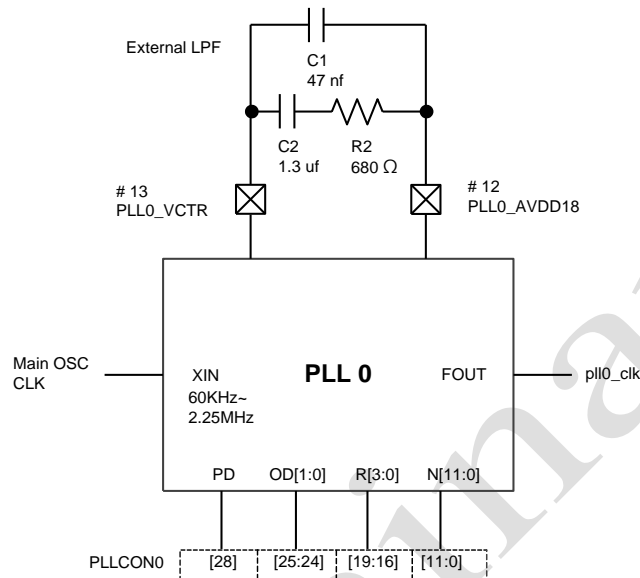 External LPF
C1
47 nf
C2
1.3 uf
R2
680 Ω
# 13
PLL0_VCTR
# 12
PLL0_AVDD18
Main OSC
CLK
XIN
60KHz~
2.25MHz
PLL 0
FOUT
pll0_clk
PD OD[1:0] R[3:0] N[11:0]
PLLCON0 [28] [25:24] [19:16] [11:0]